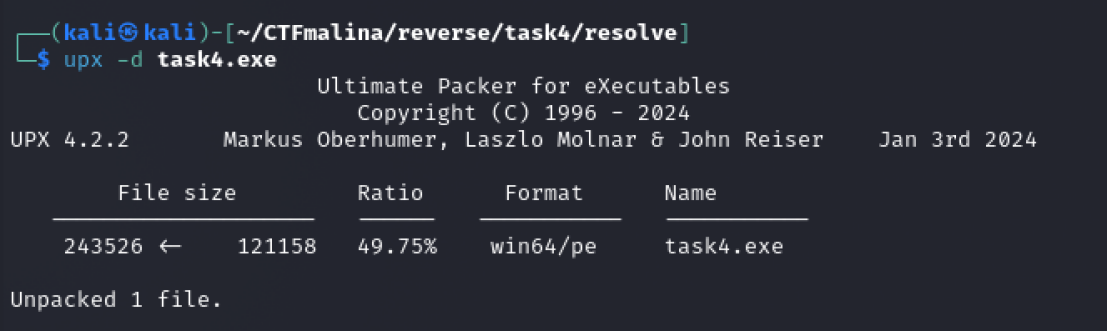 ┌──(kali㉿kali)-[~/CTFmalina/reverse/task4/resolve]
└─$ upx -d task4.exe
Ultimate Packer for eXecutables
Copyright (C) 1996 - 2024
UPX 4.2.2 Markus Oberhumer, Laszlo Molnar & John Reiser Jan 3rd 2024
File size Ratio Format Name
-------------------- ------ ----------- -----------
243526 <- 121158 49.75% win64/pe task4.exe
Unpacked 1 file.